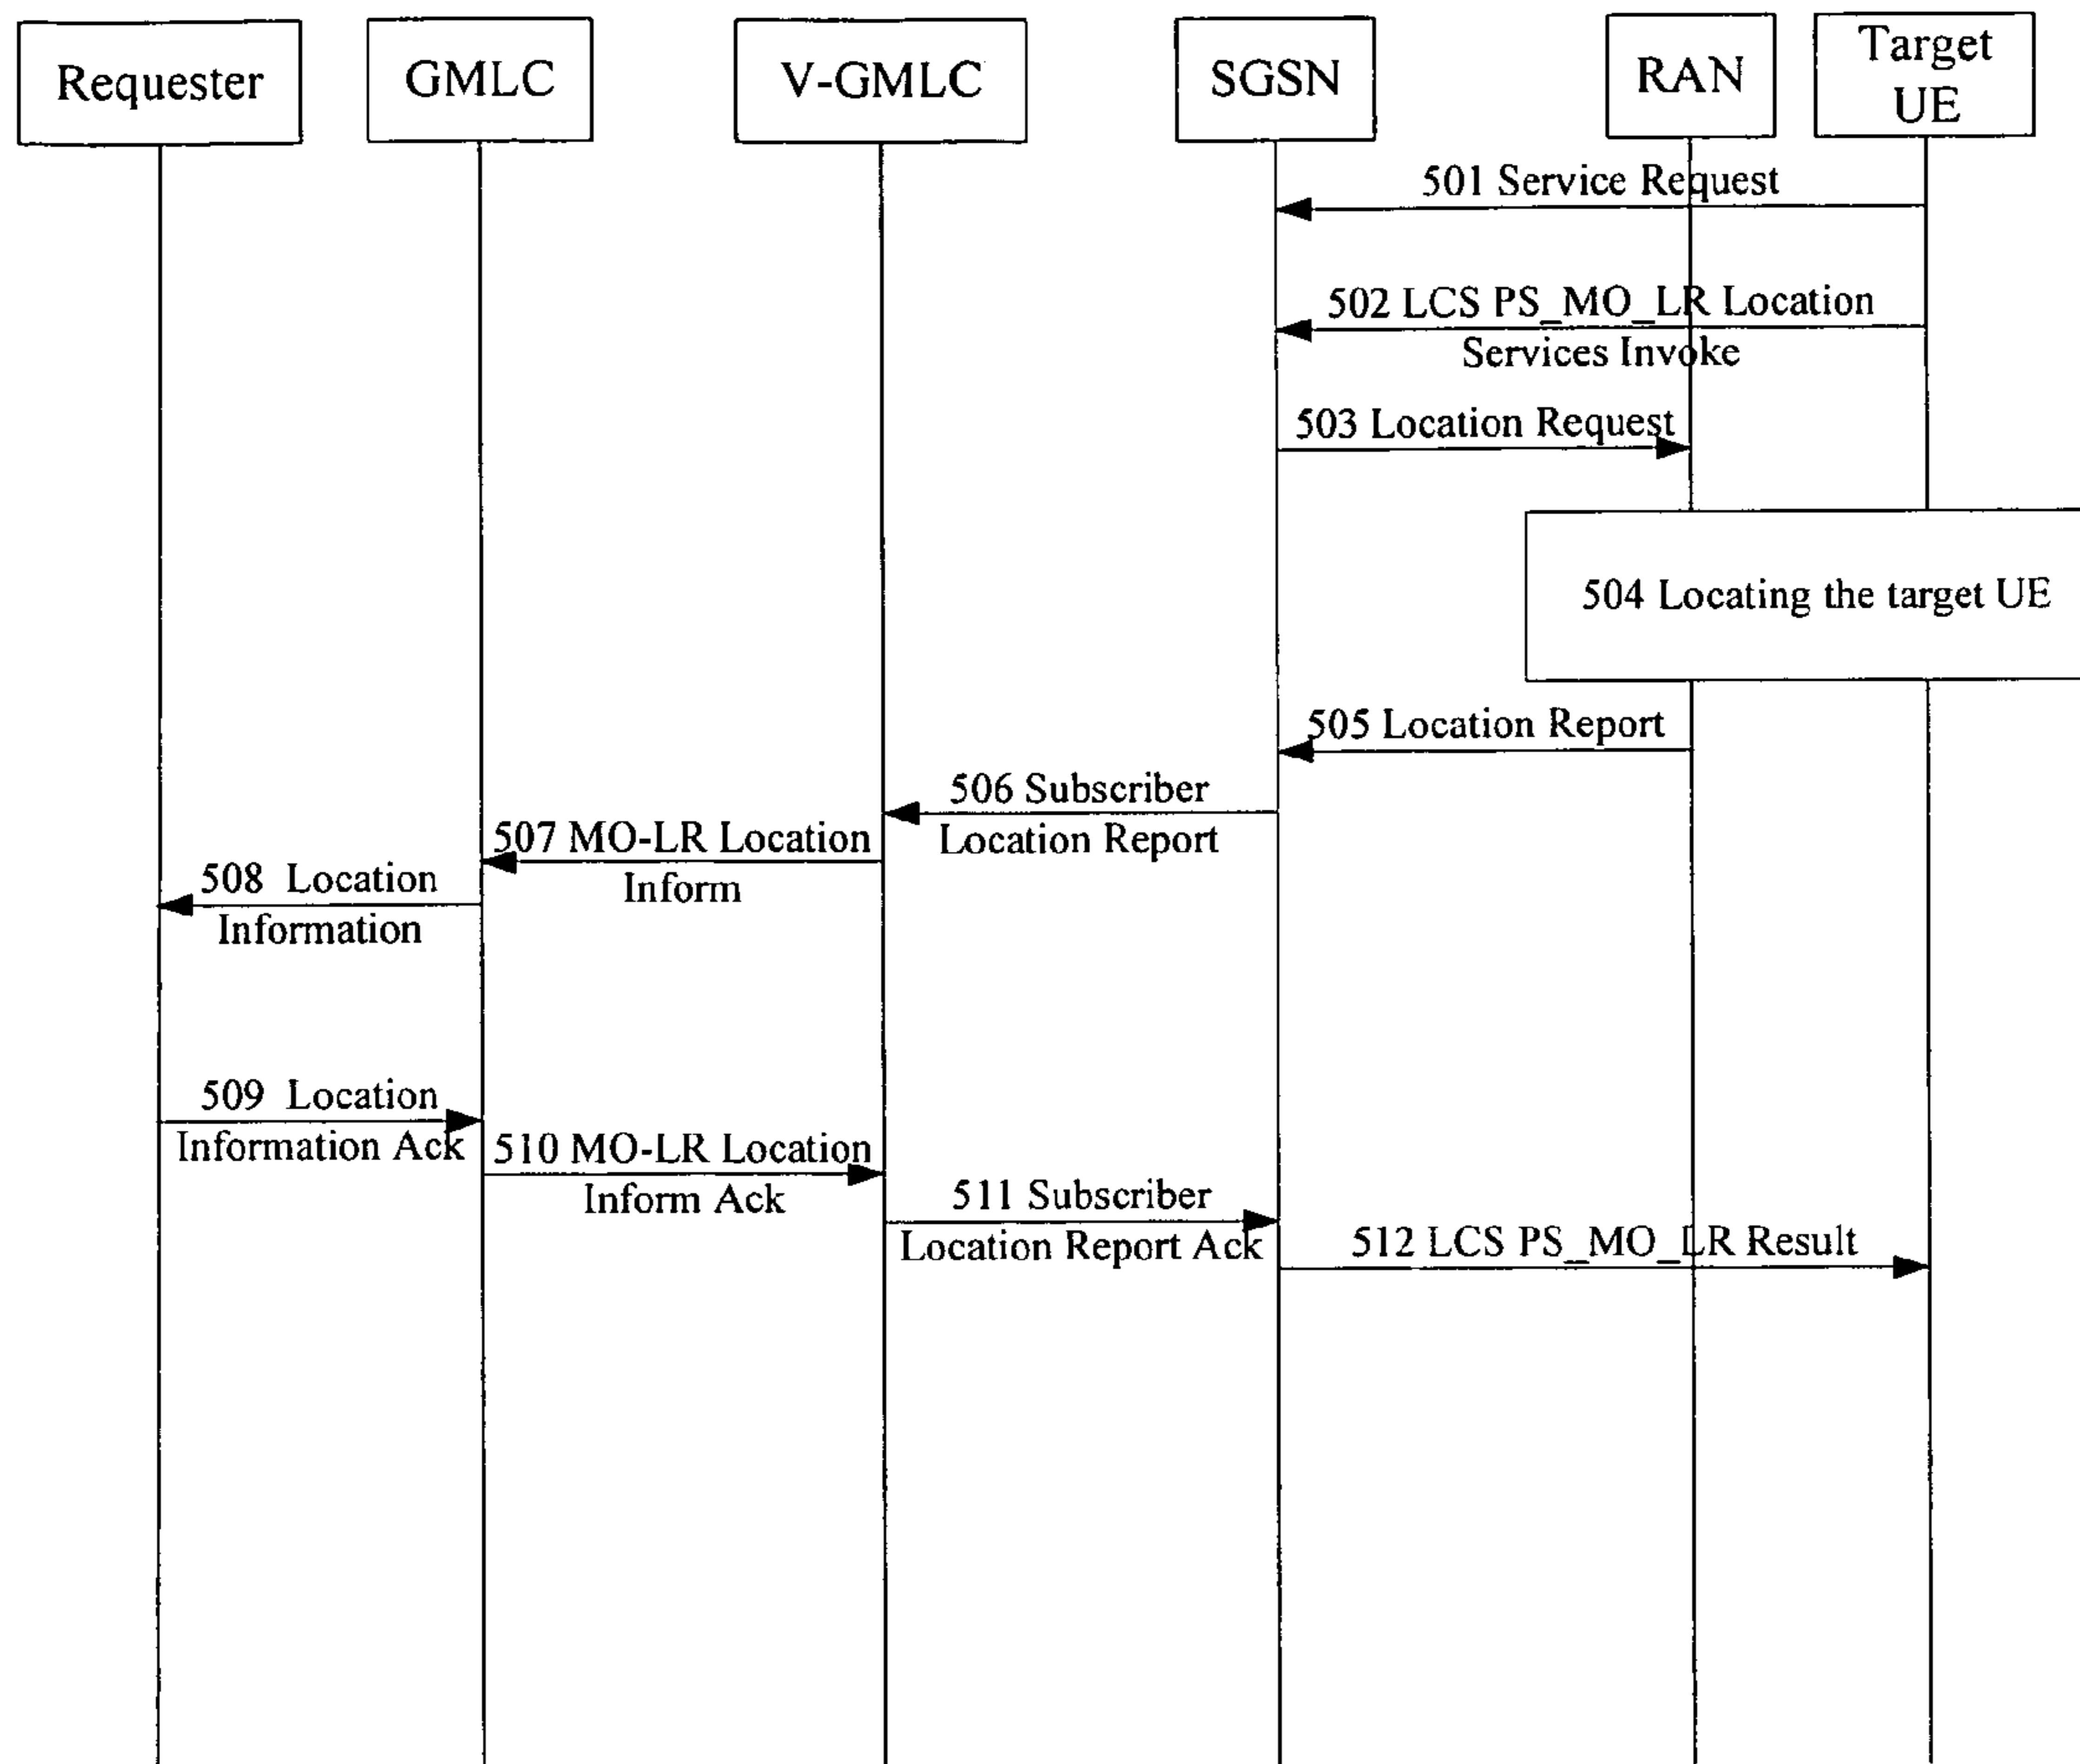 Requester
GMLC
V-GMLC
SGSN
RAN
Target
UE
501 Service Request
502 LCS PS_MO_LR Location
Services Invoke
503 Location Request
504 Locating the target UE
505 Location Report
506 Subscriber
Location Report
507 MO-LR Location
Inform
508 Location
Information
509 Location
Information Ack
510 MO-LR Location
Inform Ack
511 Subscriber
Location Report Ack
512 LCS PS_MO_LR Result